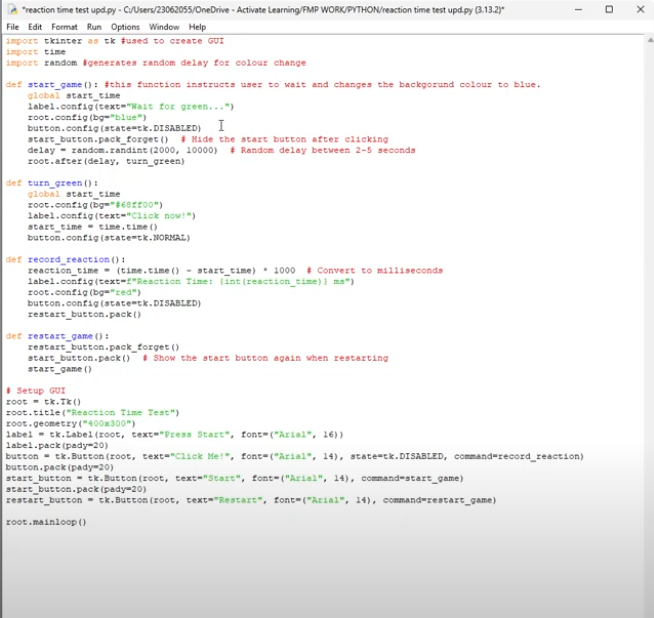 *reaction time test upd.py - C:/Users/23062055/OneDrive - Activate Learning/FMP WORK/PYTHON/reaction time test upd.py (3.13.2)*
File Edit Format Run Options Window Help
import tkinter as tk #used to create GUI
import time
import random #generates random delay for colour change

def start_game(): #this function instructs user to wait and changes the backgorund colour to blue.
    global start_time
    label.config(text="Wait for green...")
    root.config(bg="blue")
    button.config(state=tk.DISABLED)
    start_button.pack_forget()  # Hide the start button after clicking
    delay = random.randint(2000, 10000)  # Random delay between 2-5 seconds
    root.after(delay, turn_green)

def turn_green():
    global start_time
    root.config(bg="#68ff00")
    label.config(text="Click now!")
    start_time = time.time()
    button.config(state=tk.NORMAL)

def record_reaction():
    reaction_time = (time.time() - start_time) * 1000  # Convert to milliseconds
    label.config(text=f"Reaction Time: {int(reaction_time)} ms")
    root.config(bg="red")
    button.config(state=tk.DISABLED)
    restart_button.pack()

def restart_game():
    restart_button.pack_forget()
    start_button.pack()  # Show the start button again when restarting
    start_game()

# Setup GUI
root = tk.Tk()
root.title("Reaction Time Test")
root.geometry("400x300")
label = tk.Label(root, text="Press Start", font=("Arial", 16))
label.pack(pady=20)
button = tk.Button(root, text="Click Me!", font=("Arial", 14), state=tk.DISABLED, command=record_reaction)
button.pack(pady=20)
start_button = tk.Button(root, text="Start", font=("Arial", 14), command=start_game)
start_button.pack(pady=20)
restart_button = tk.Button(root, text="Restart", font=("Arial", 14), command=restart_game)

root.mainloop()